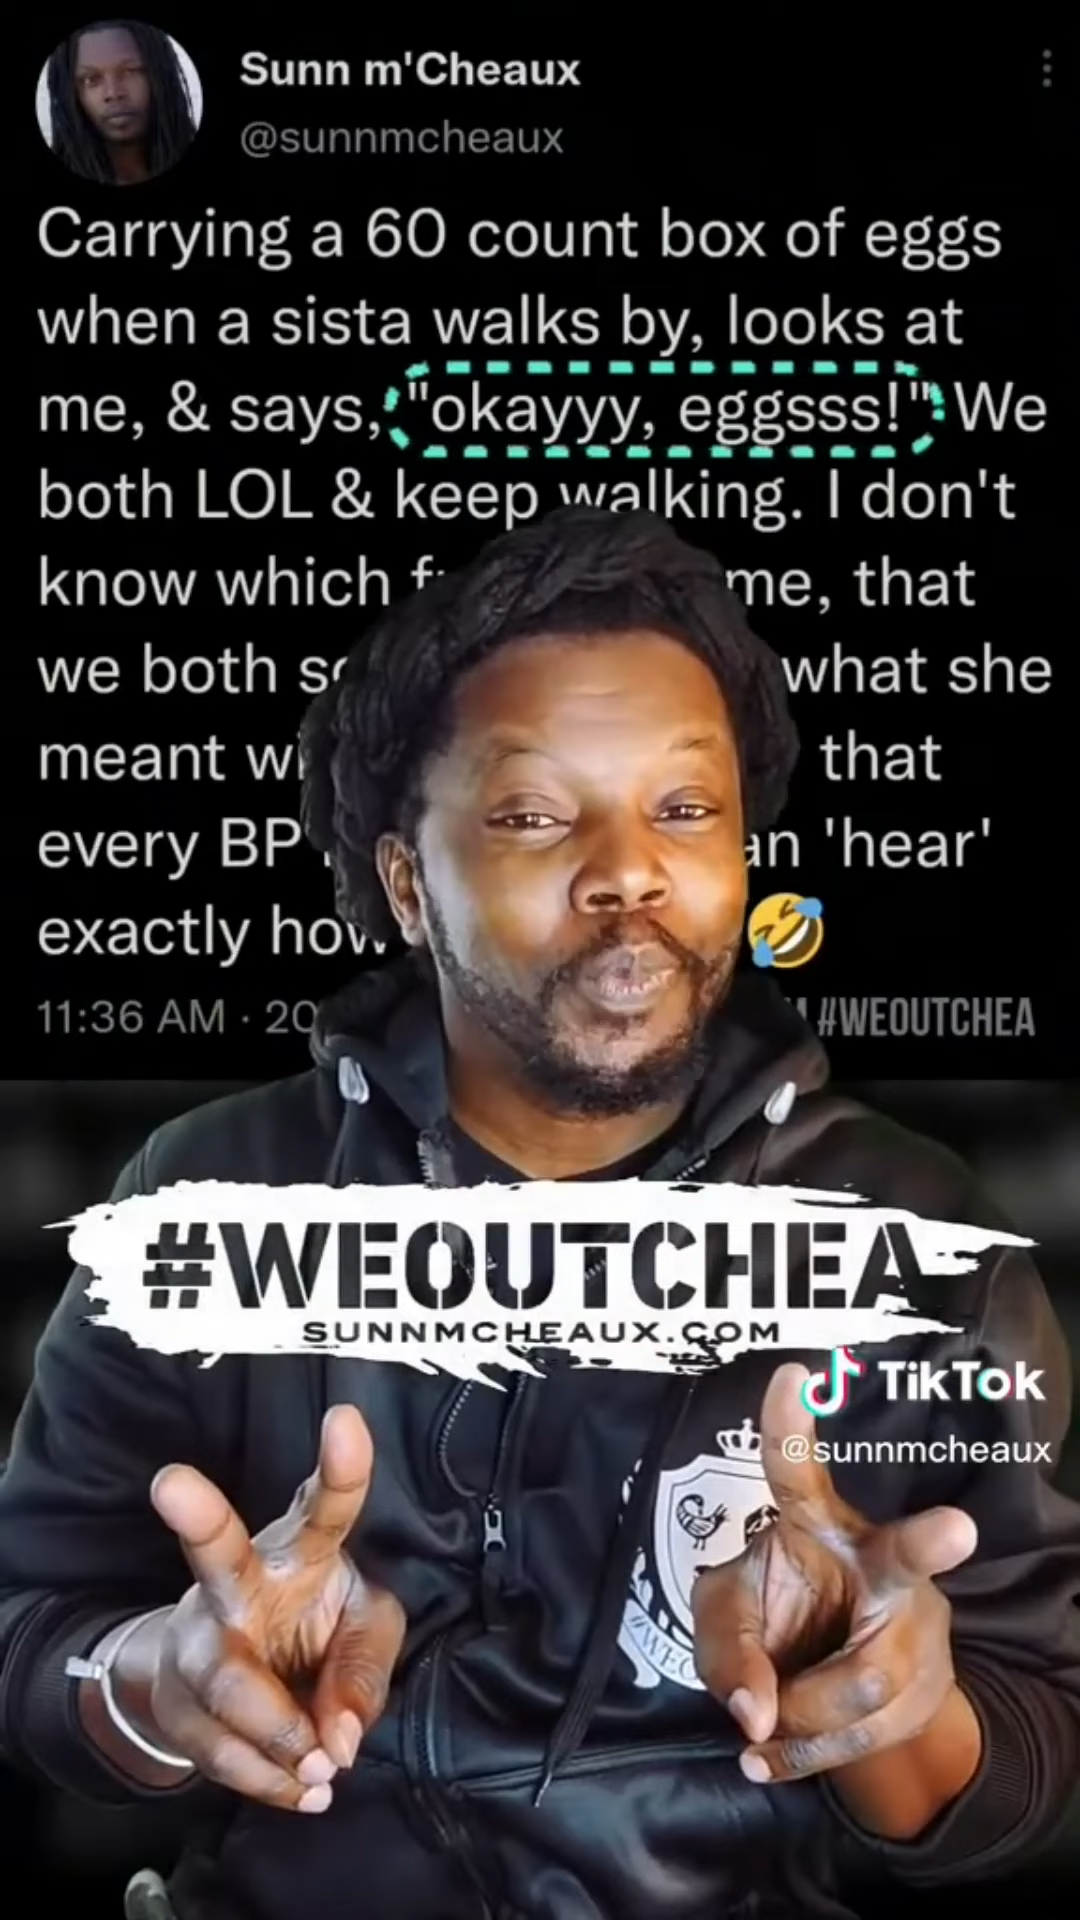 Sunn m'Cheaux
@sunnmcheaux
Carrying a 60 count box of eggs
when a sista walks by, looks at
me, & says, "okayyy, eggsss!" We
both LOL & keep walking. I don't
know which me, that
we both what she
meant that
every BP 'hear'
exactly how 🤣
11:36 AM · #WEOUTCHEA
#WEOUTCHEA
SUNNMCHEAUX.COM
TikTok
@sunnmcheaux